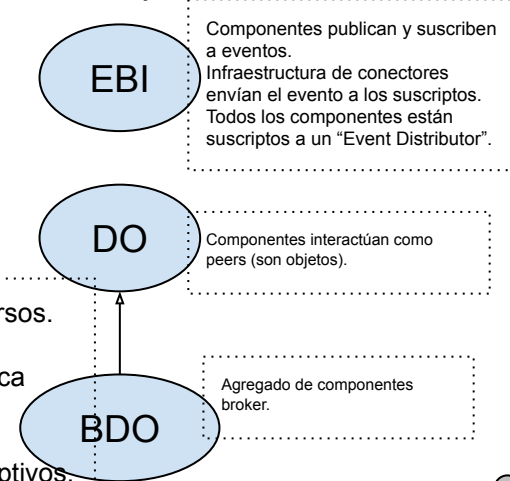 Componentes publican y suscriben
a eventos.
Infraestructura de conectores
envían el evento a los suscriptos.
Todos los componente están
suscriptos a un “Event Distributor”.
EBI
DO
Componentes interactúan como
peers (son objetos).
rsos.
ca
Agregado de componentes
broker.
BDO
ptivos.